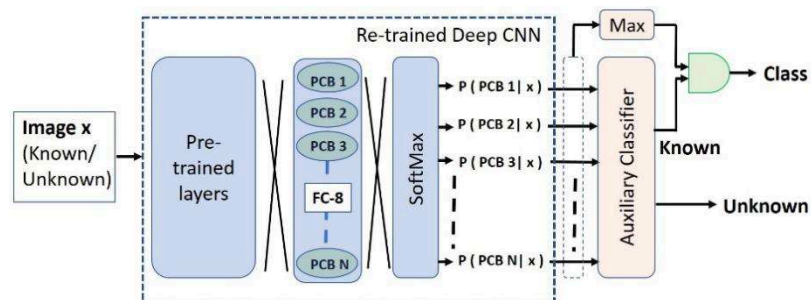 Re-trained Deep CNN
Max
Class
Image x
(Known/
Unknown)
Pre-
trained
layers
PCB 1
PCB 2
PCB 3
FC-8
PCB N
SoftMax
P ( PCB 1| x )
P ( PCB 2| x )
P ( PCB 3| x )
P ( PCB N| x )
Auxiliary Classifier
Known
Unknown